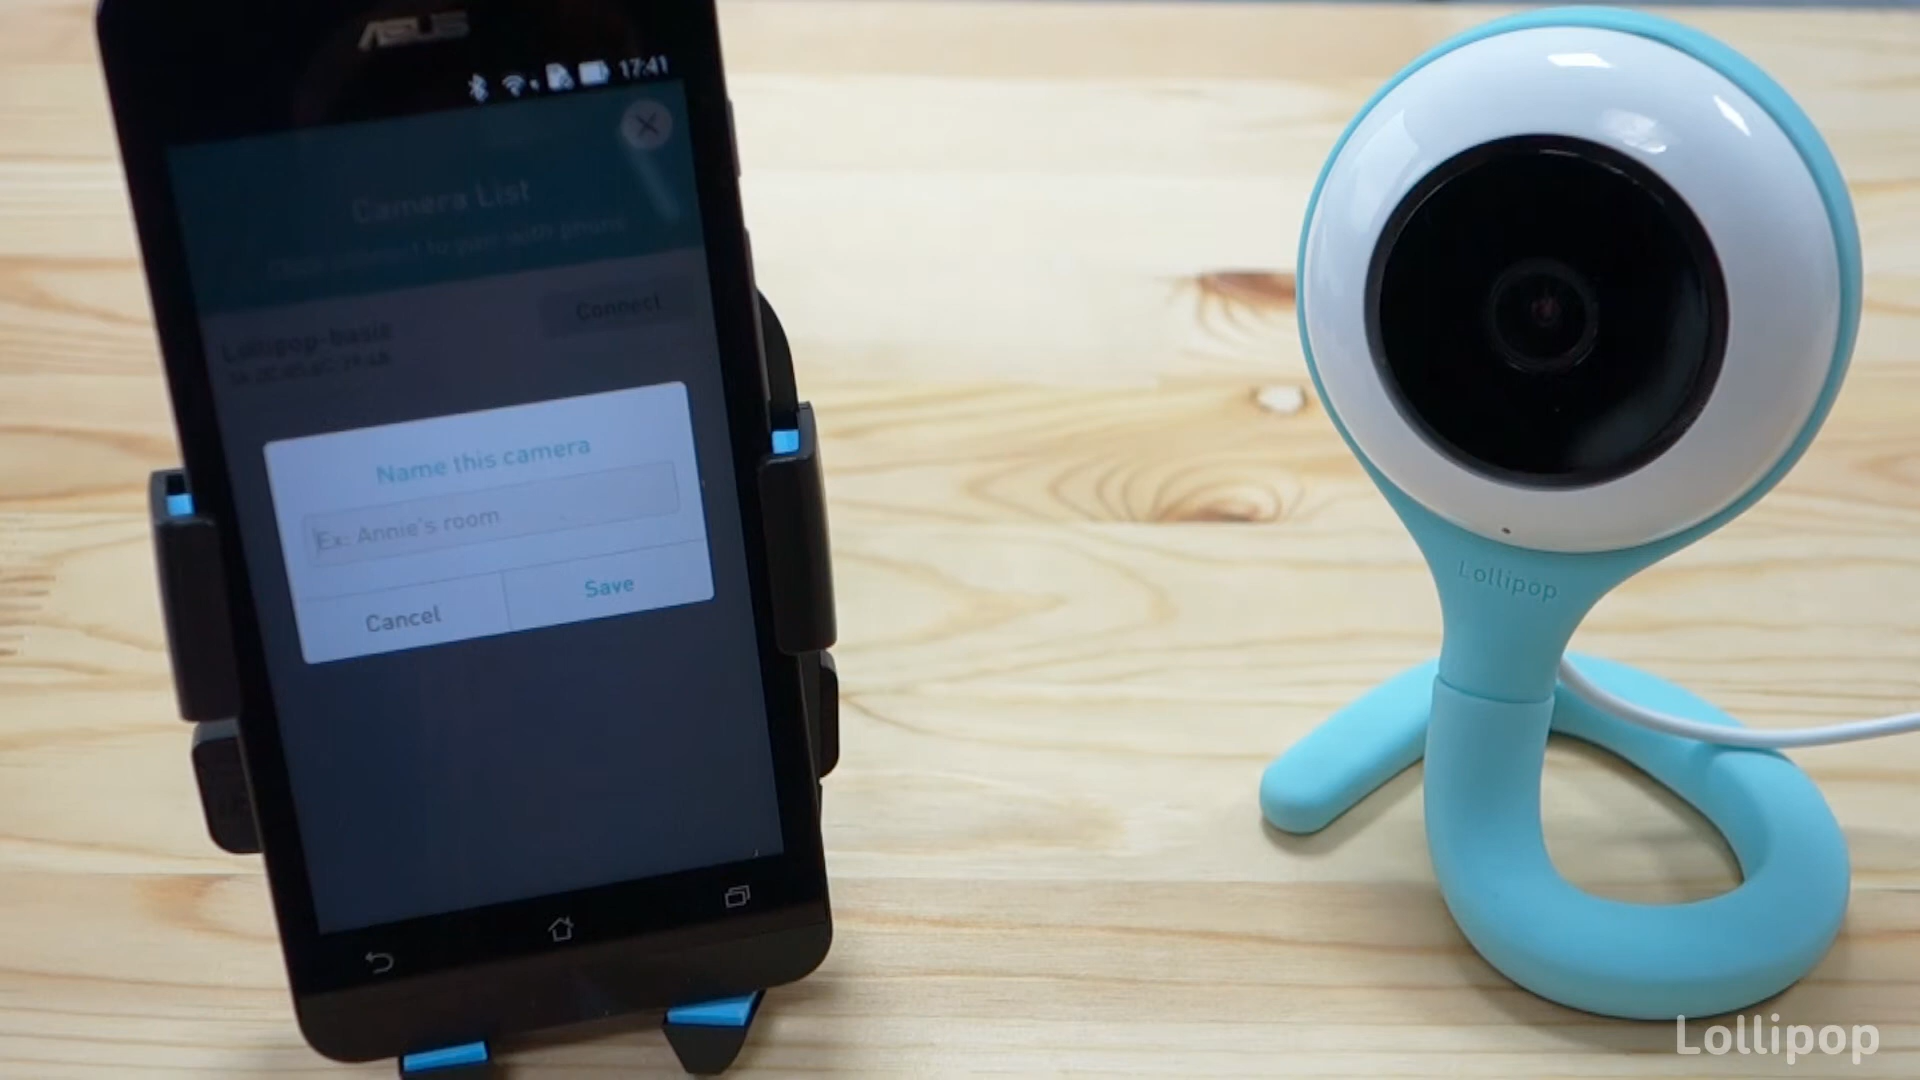 ASUS
17:41
Camera List
Connect
Lollipop-basic
Name this camera
Ex: Annie's room
Cancel
Save
Lollipop
Lollipop